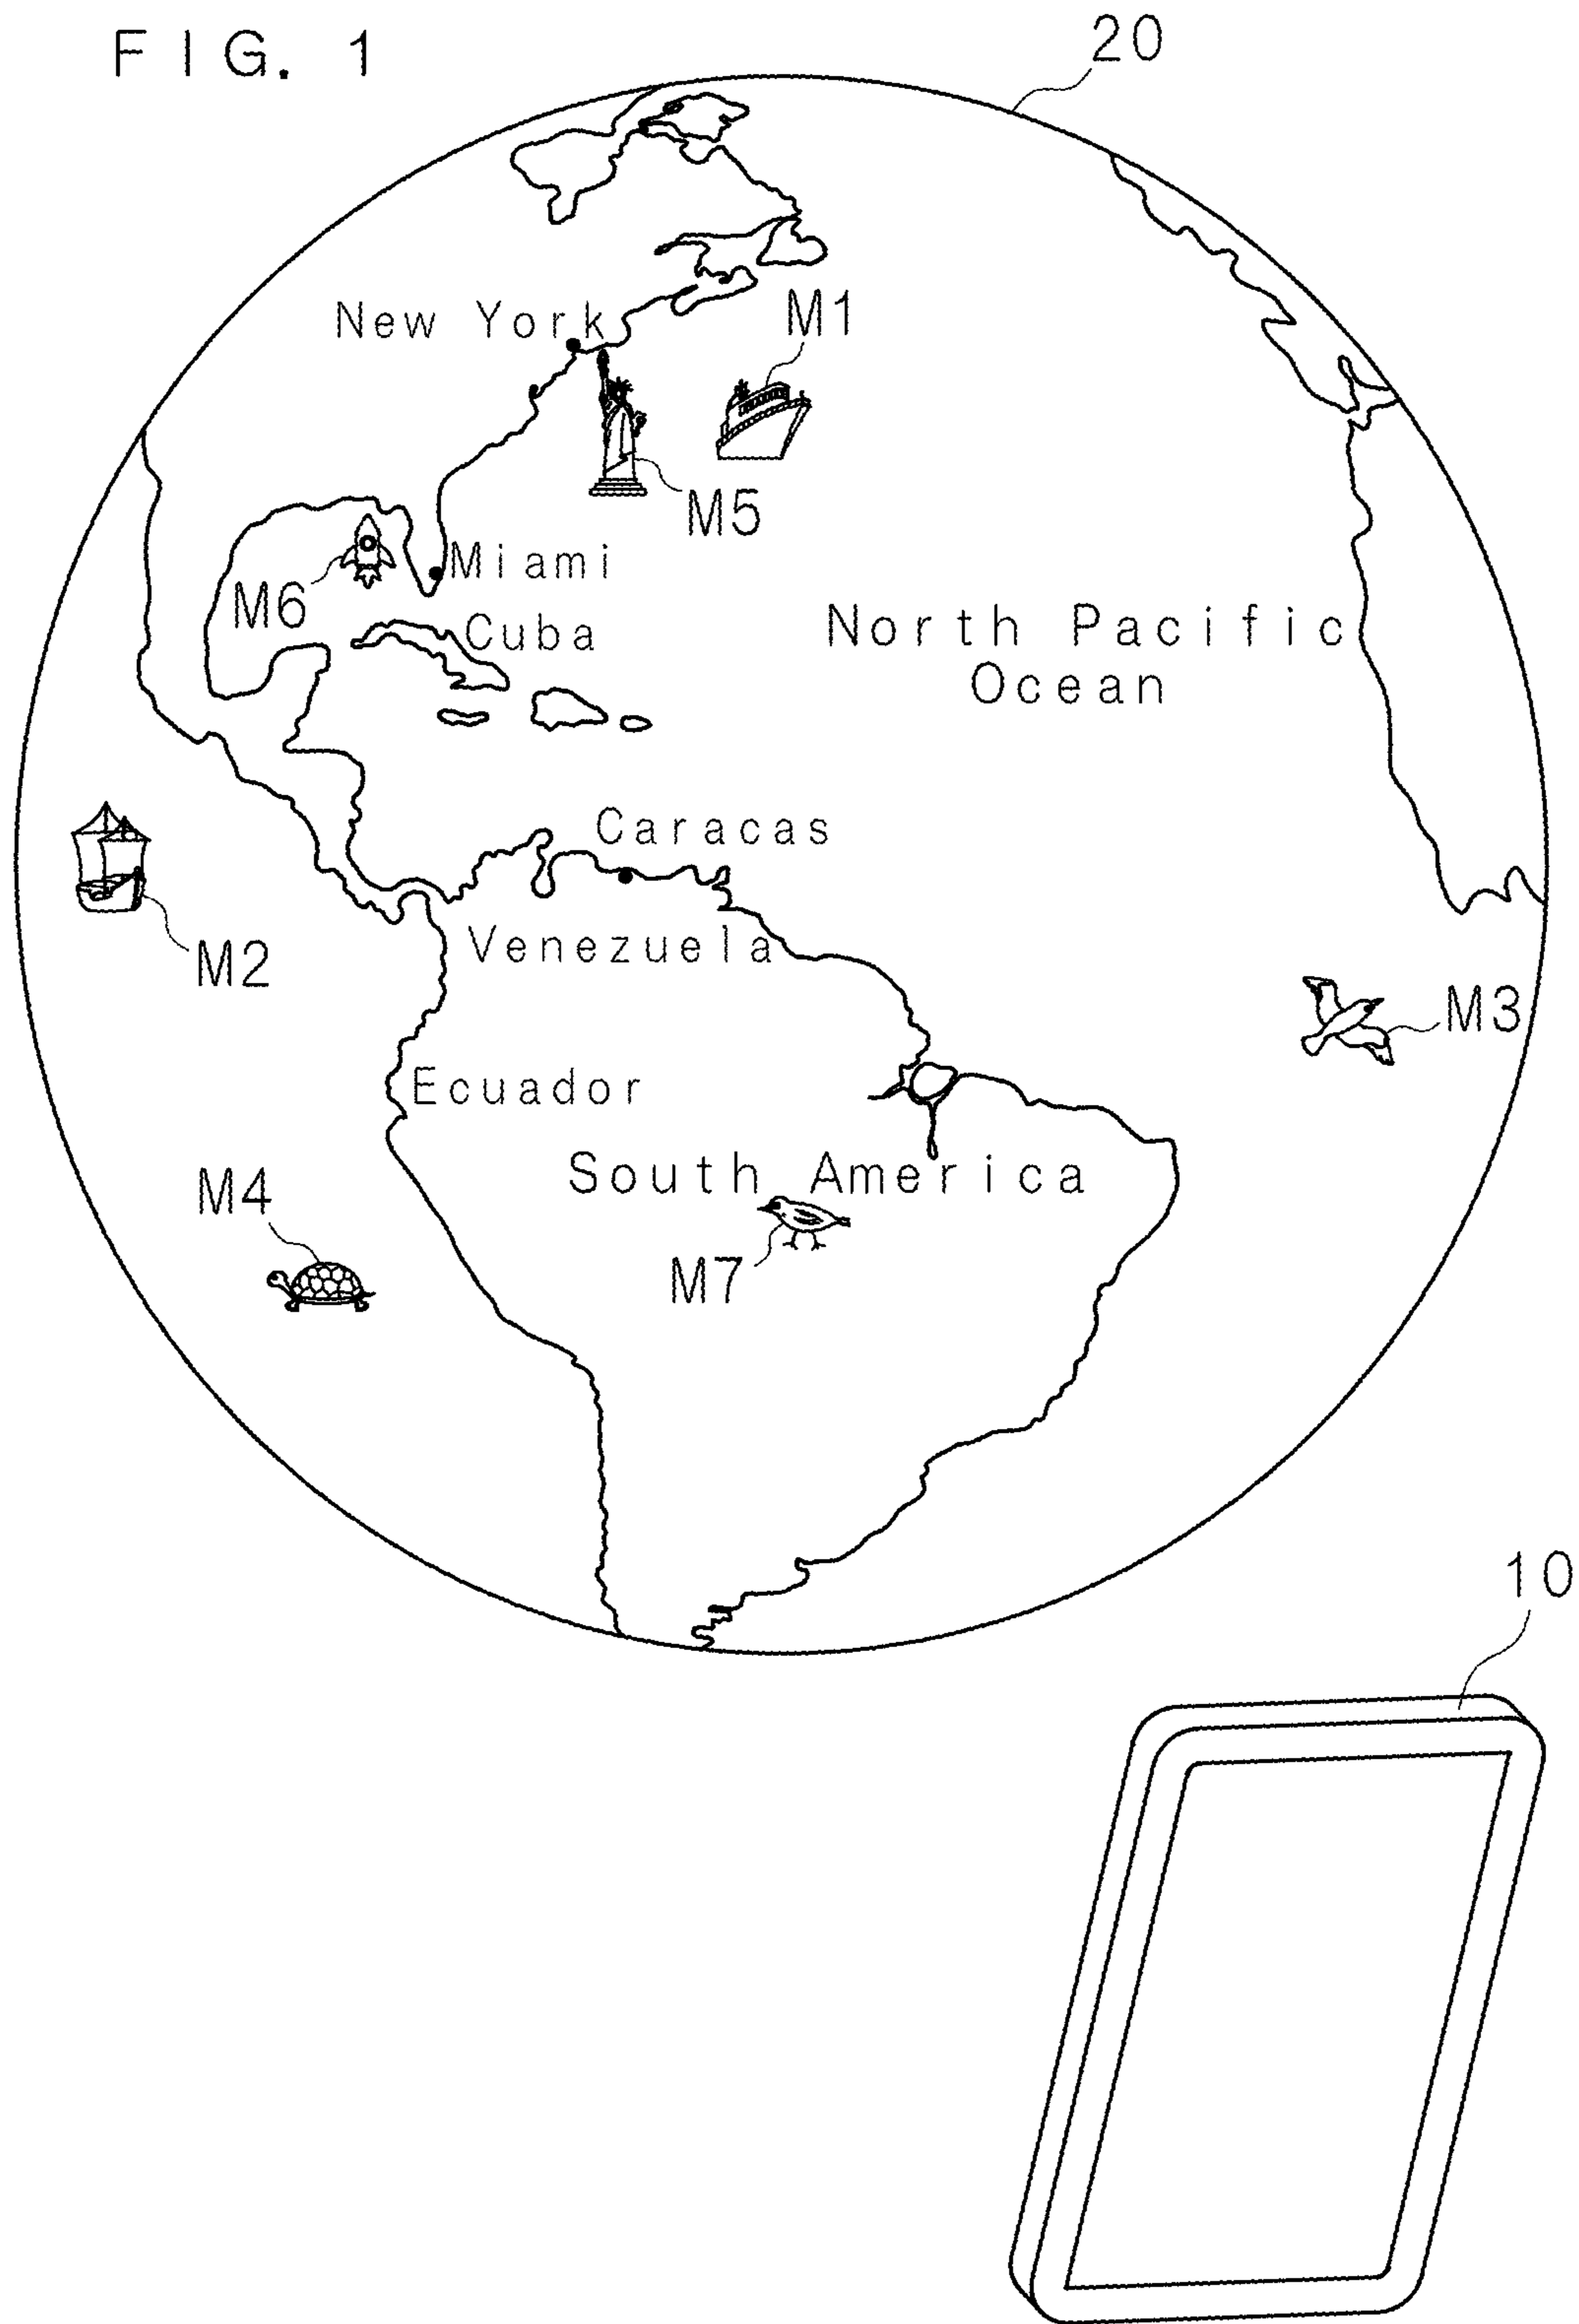 FIG. 1
20
New York
M1
M5
Miami
M6
Cuba
North Pacific
Ocean
Caracas
Venezuela
M2
M3
Ecuador
South America
M4
M7
10